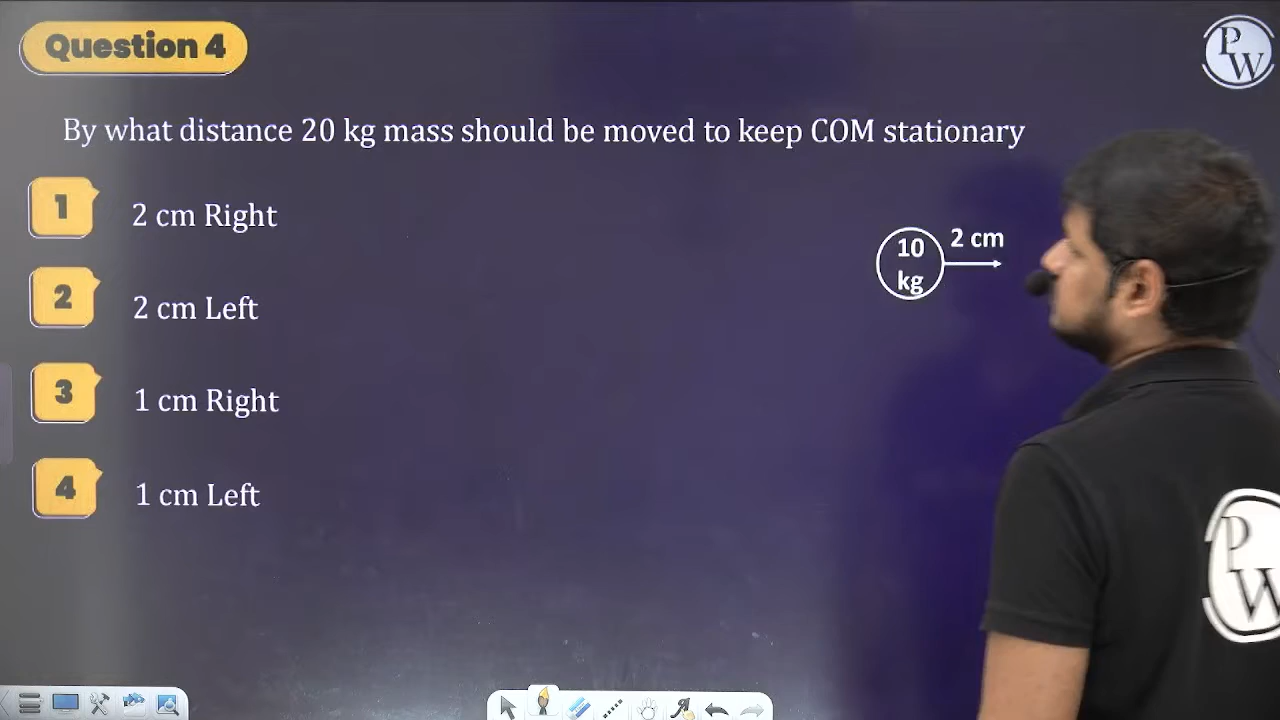 Question 4
P
W
By what distance 20 kg mass should be moved to keep COM stationary
1 2 cm Right
10
kg
2 cm
2 2 cm Left
3 1 cm Right
4 1 cm Left
P
W